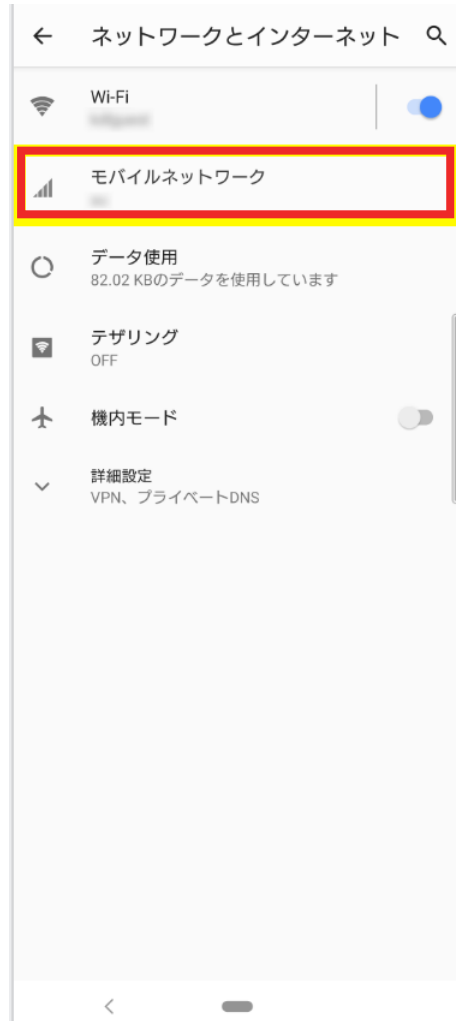 ネットワークとインターネット
Wi-Fi
モバイルネットワーク
データ使用
82.02 KBのデータを使用しています
テザリング
OFF
機内モード
詳細設定
VPN、プライベートDNS